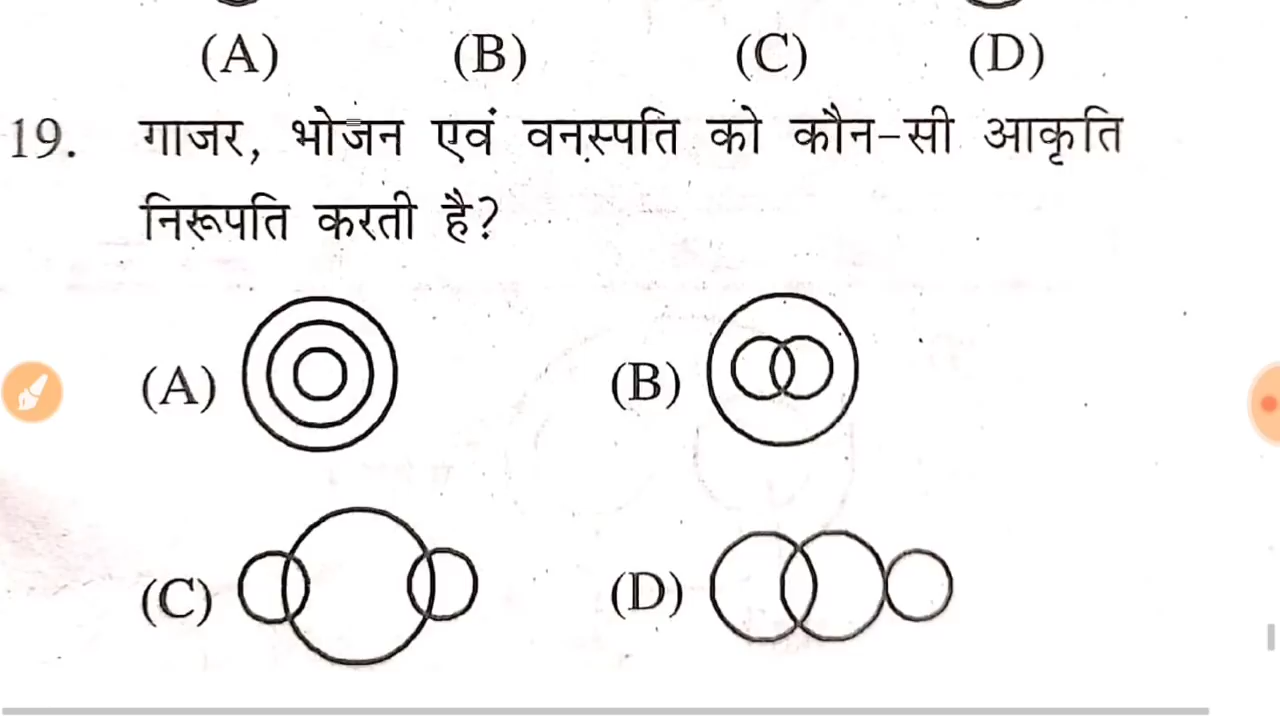 (A) (B) (C) (D)
19. गाजर, भोजन एवं वनस्पति को कौन-सी आकृति
निरूपति करती है?
(A) (B)
(C) (D)